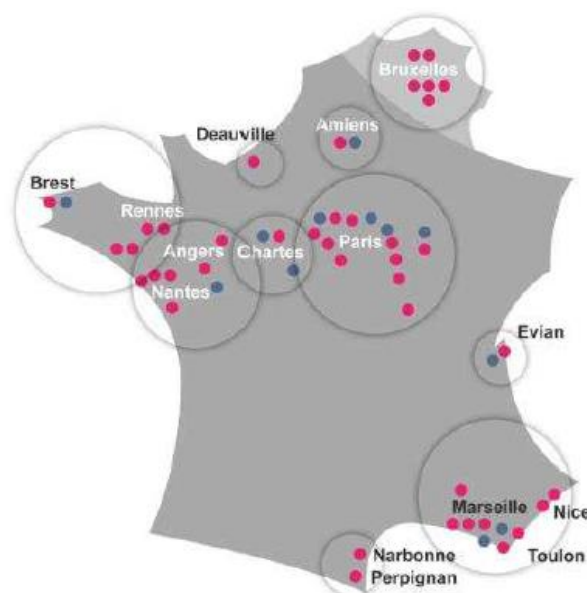 Bruxelles
Deauville
Amiens
Brest
Rennes
Angers
Chartes
Paris
Nantes
Evian
Marseille
Nice
Narbonne
Toulon
Perpignan